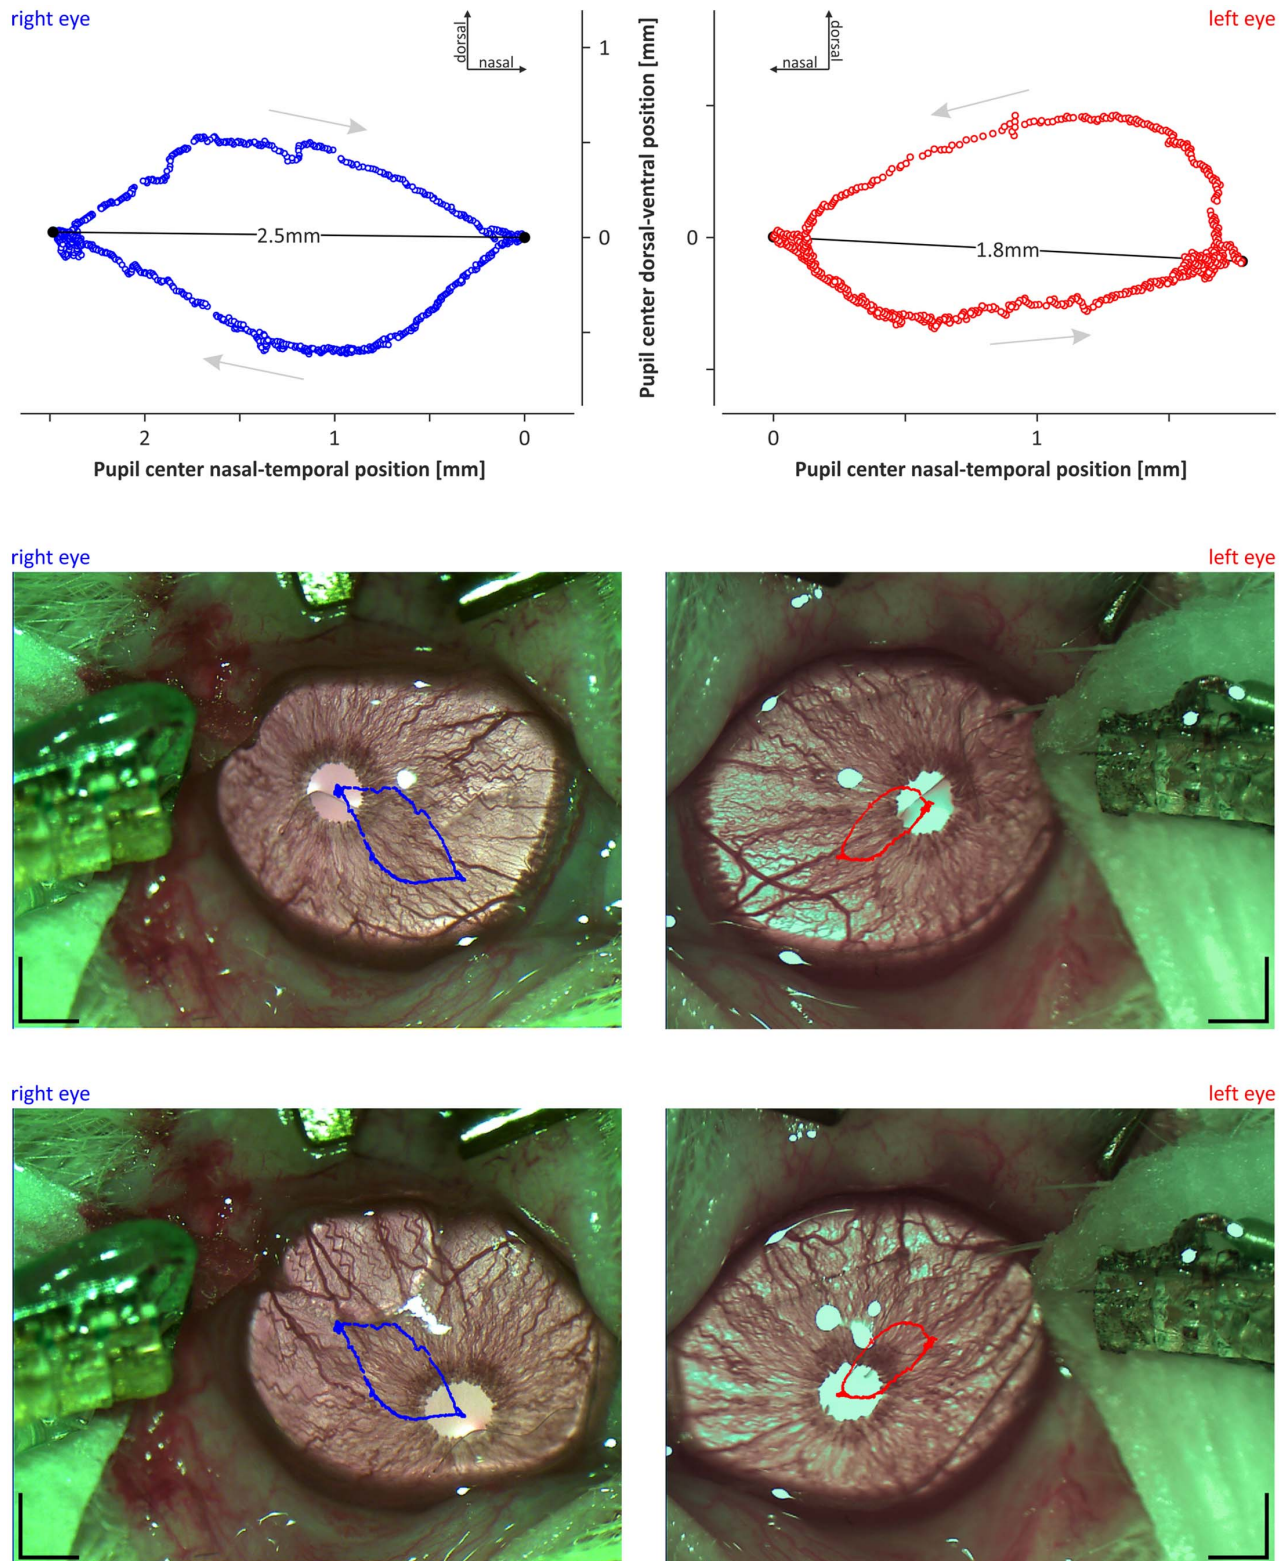 right eye
left eye
dorsal
nasal
nasal
dorsal
1
0
2.5mm
2
1
0
Pupil center nasal-temporal position [mm]
Pupil center dorsal-ventral position [mm]
0
1.8mm
0
1
Pupil center nasal-temporal position [mm]
right eye
left eye
right eye
left eye